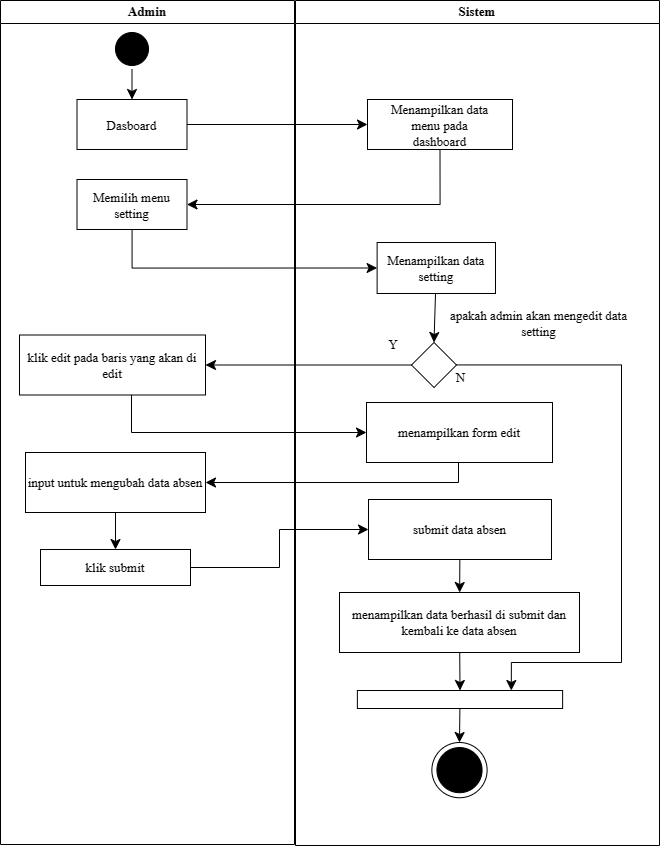 Admin
Sistem
Dasboard
Menampilkan data
menu pada
dashboard
Memilih menu
setting
Menampilkan data
setting
apakah admin akan mengedit data
setting
Y
N
klik edit pada baris yang akan di
edit
menampilkan form edit
input untuk mengubah data absen
submit data absen
klik submit
menampilkan data berhasil di submit dan
kembali ke data absen